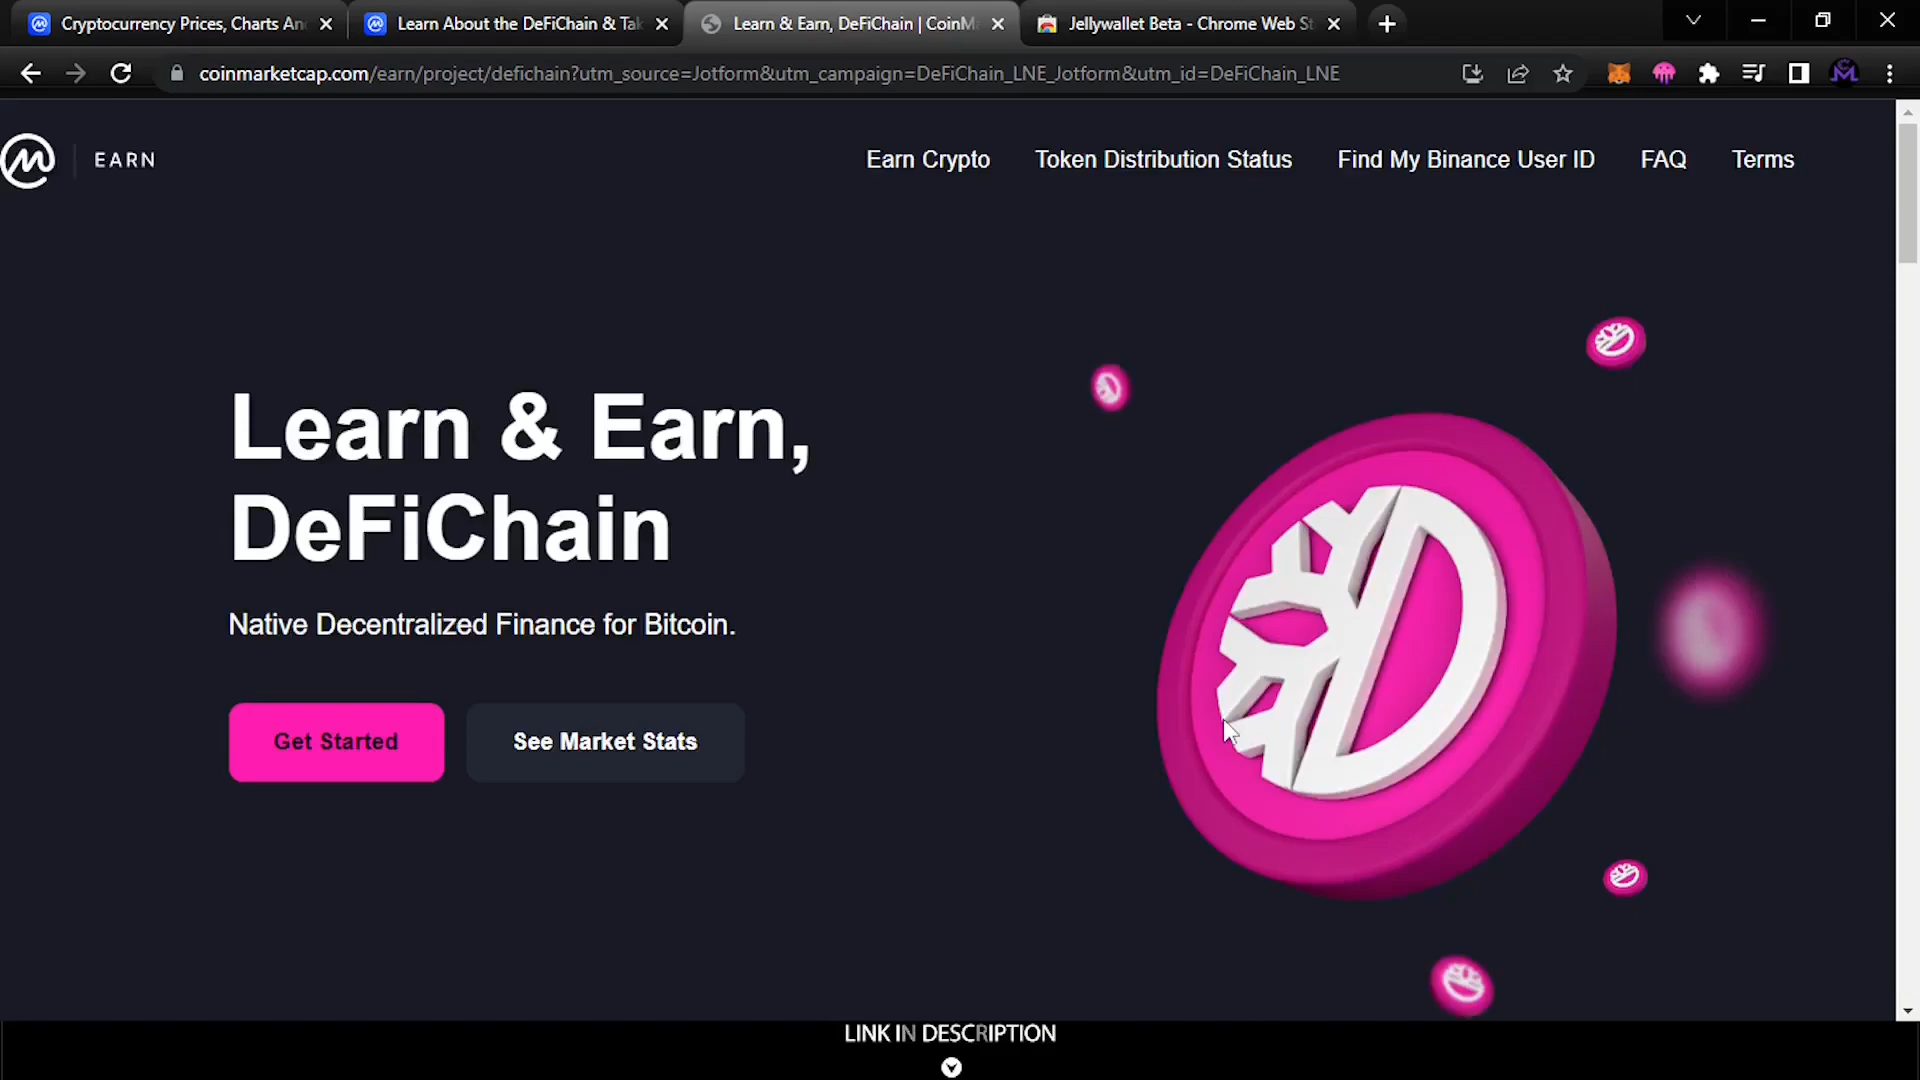 Cryptocurrency Prices, Charts An
Learn About the DeFiChain & Tak
Learn & Earn, DeFiChain | CoinM
Jellywallet Beta - Chrome Web St
coinmarketcap.com/earn/project/defichain?utm_source=Jotform&utm_campaign=DeFiChain_LNE_Jotform&utm_id=DeFiChain_LNE
EARN
Earn Crypto
Token Distribution Status
Find My Binance User ID
FAQ
Terms
Learn & Earn,
DeFiChain
Native Decentralized Finance for Bitcoin.
Get Started
See Market Stats
LINK IN DESCRIPTION